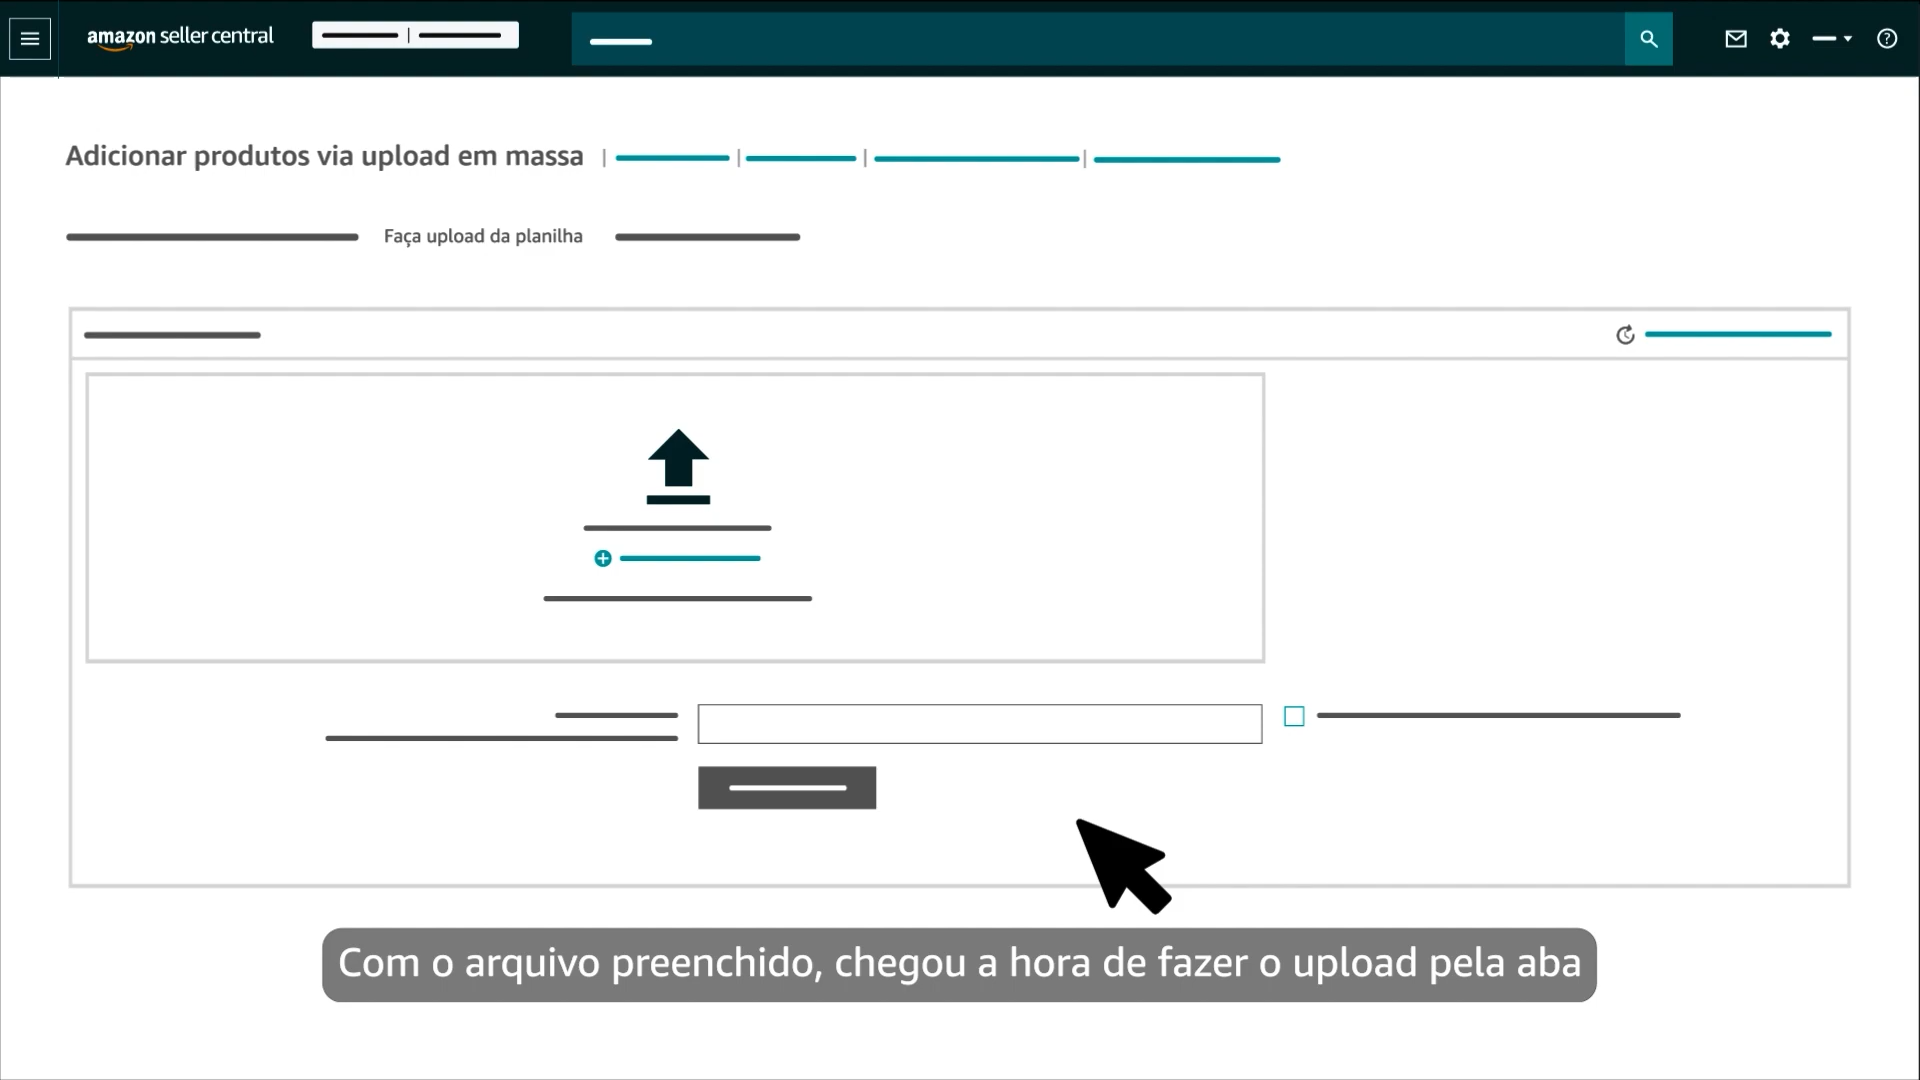 amazon seller central
Adicionar produtos via upload em massa
Faça upload da planilha
Com o arquivo preenchido, chegou a hora de fazer o upload pela aba